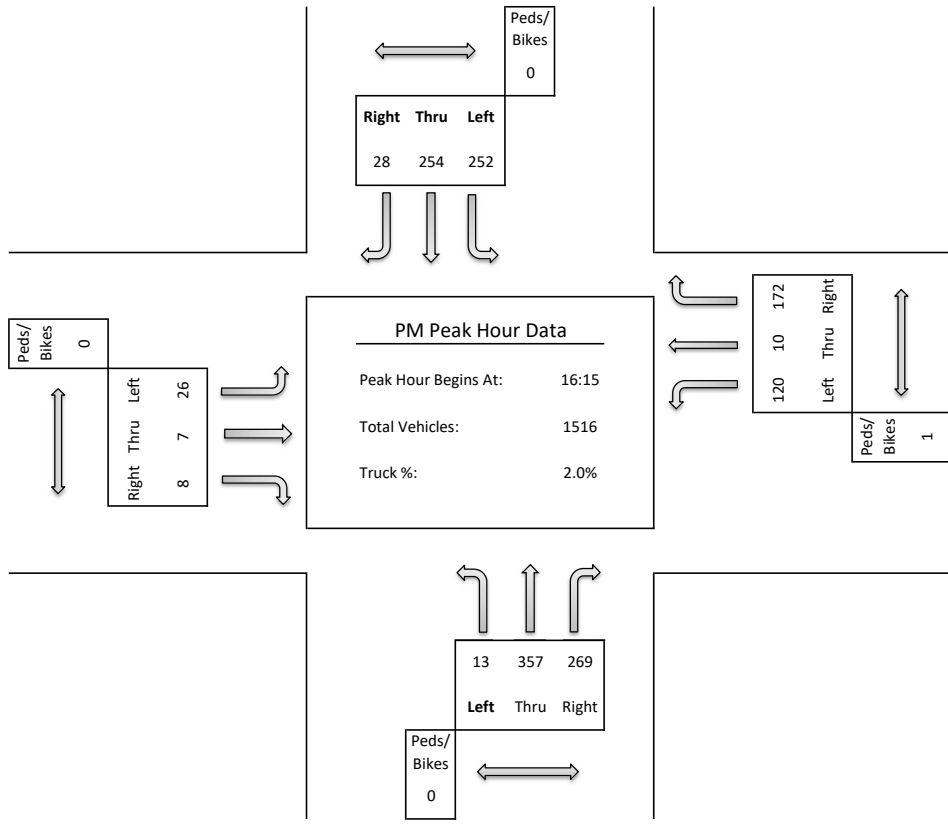 Peds/
Bikes
0
Right Thru Left
28 254 252
172 Right
10 Thru
120 Left
Peds/
Bikes
1
Peds/
Bikes
0
Left 26
Thru 7
Right 8
PM Peak Hour Data
Peak Hour Begins At: 16:15
Total Vehicles: 1516
Truck %: 2.0%
13 357 269
Left Thru Right
Peds/
Bikes
0